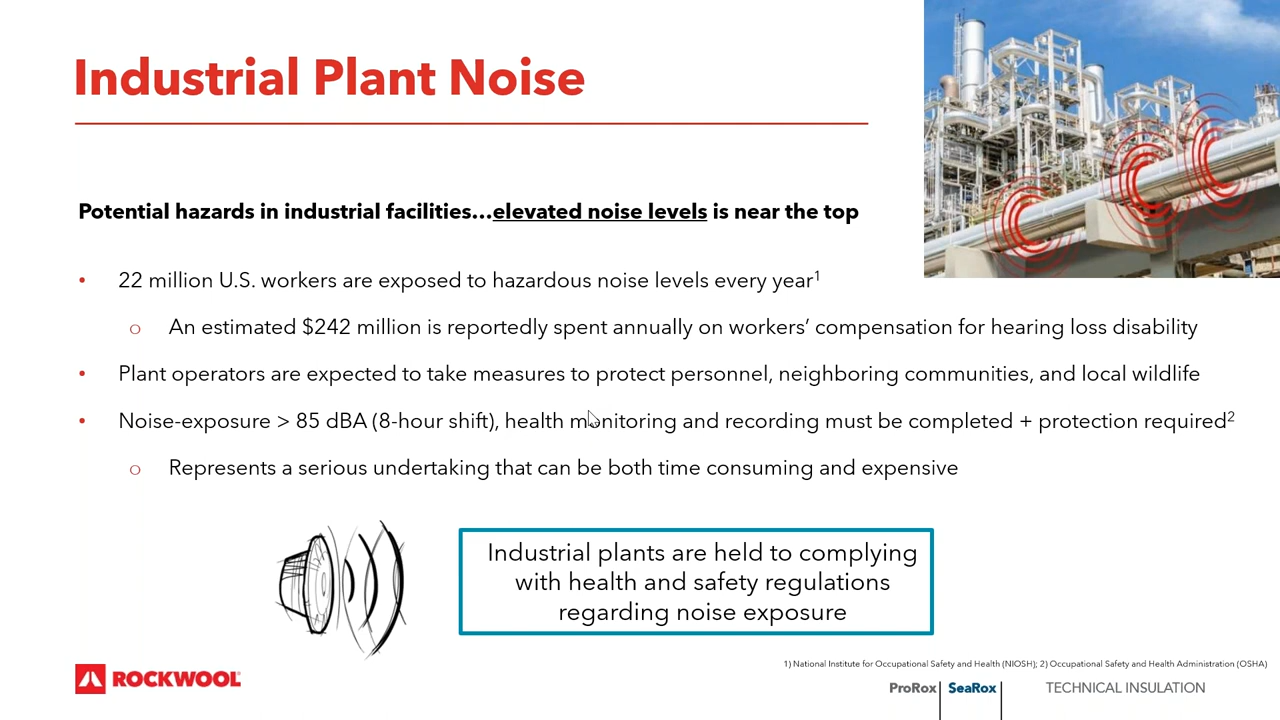 Industrial Plant Noise
Potential hazards in industrial facilities...elevated noise levels is near the top
• 22 million U.S. workers are exposed to hazardous noise levels every year1
o An estimated $242 million is reportedly spent annually on workers’ compensation for hearing loss disability
• Plant operators are expected to take measures to protect personnel, neighboring communities, and local wildlife
• Noise-exposure > 85 dBA (8-hour shift), health monitoring and recording must be completed + protection required2
o Represents a serious undertaking that can be both time consuming and expensive
Industrial plants are held to complying
with health and safety regulations
regarding noise exposure
1) National Institute for Occupational Safety and Health (NIOSH); 2) Occupational Safety and Health Administration (OSHA)
ROCKWOOL
ProRox SeaRox TECHNICAL INSULATION